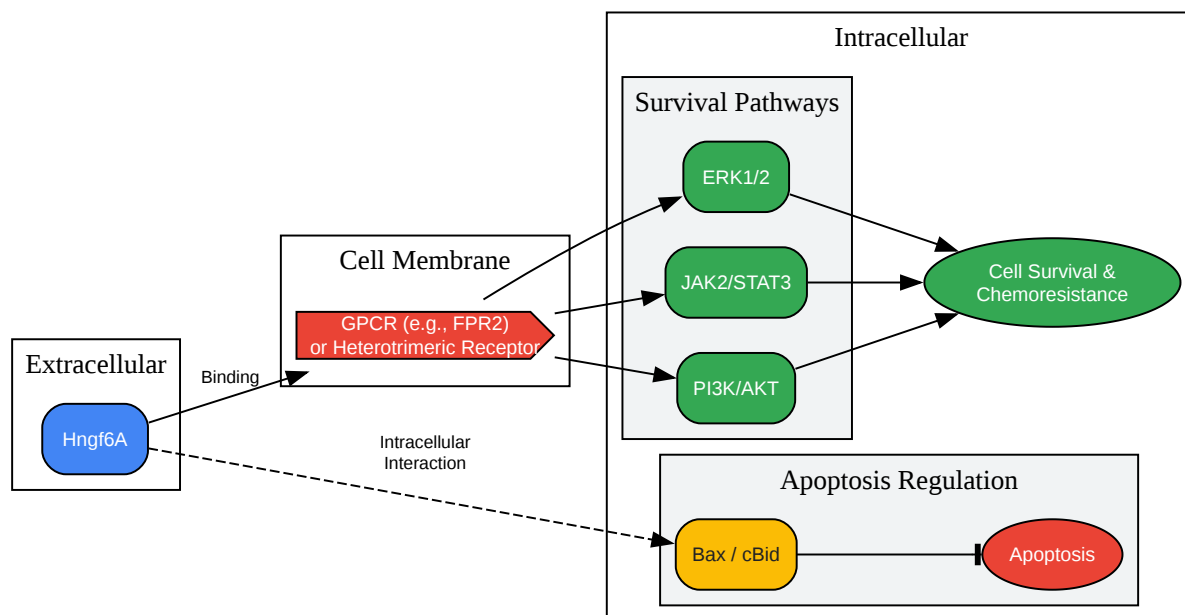 Intracellular
Survival Pathways
ERK1/2
Cell Membrane
JAK2/STAT3
Cell Survival &
Chemoresistance
GPCR (e.g., FPR2)
or Heterotrimeric Receptor
Extracellular
Binding
PI3K/AKT
Hngf6A
Intracellular
Interaction
Apoptosis Regulation
Bax / cBid
Apoptosis